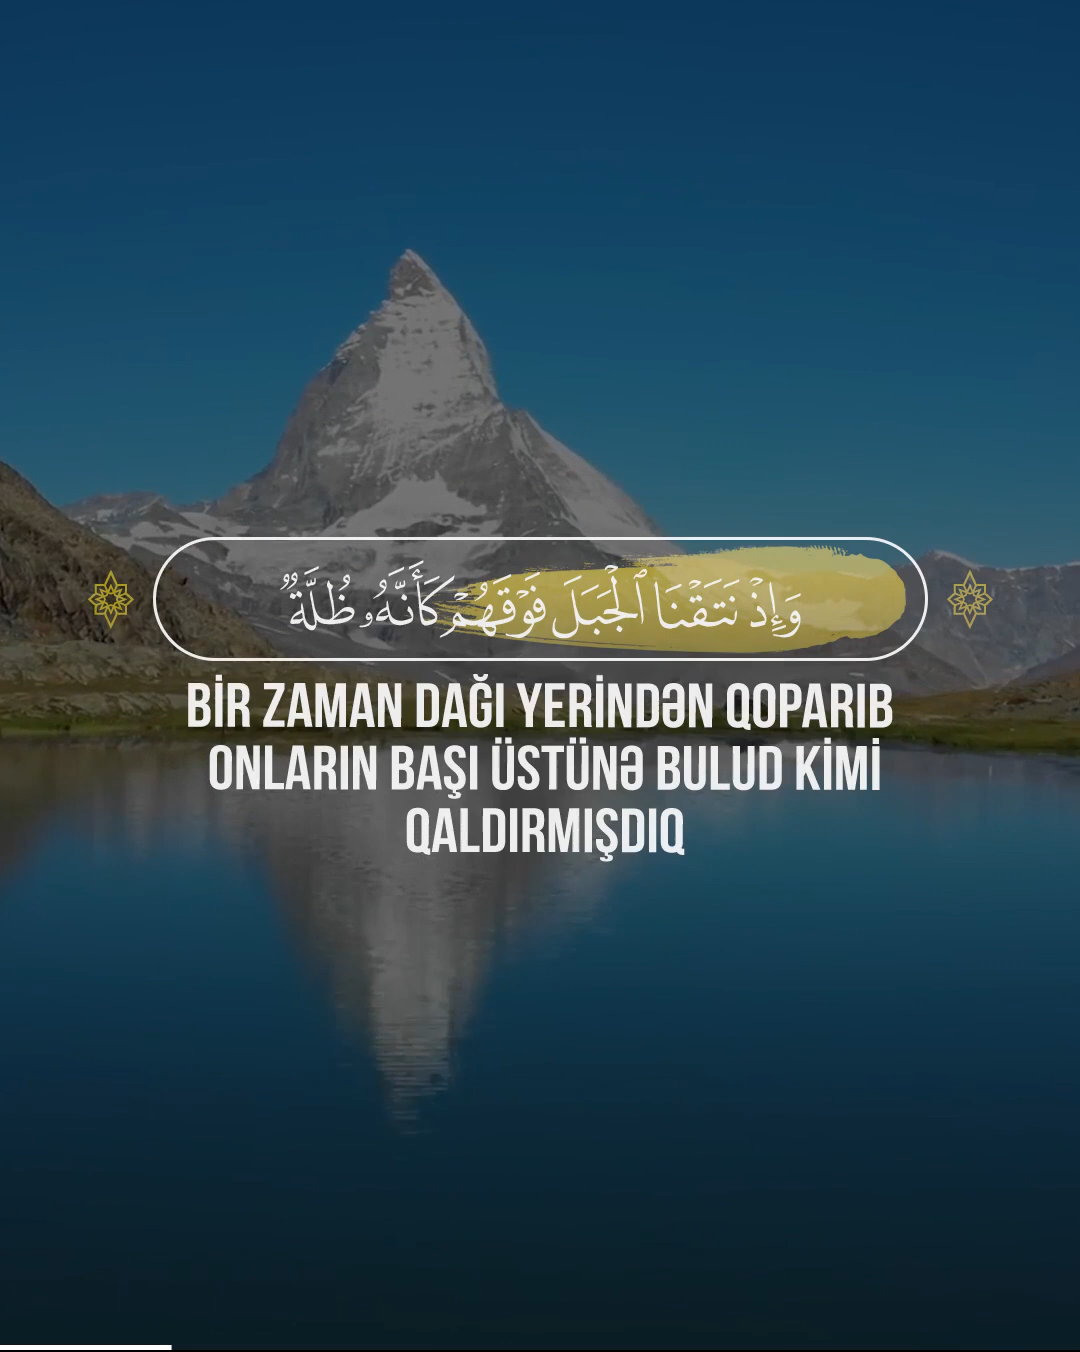 وَإِذْ نَتَقْنَا ٱلْجَبَلَ فَوْقَهُمْ كَأَنَّهُۥ ظُلَّةٌۭ
BİR ZAMAN DAĞI YERİNDƏN QOPARIB
ONLARIN BAŞI ÜSTÜNƏ BULUD KİMİ
QALDIRMIŞDIQ